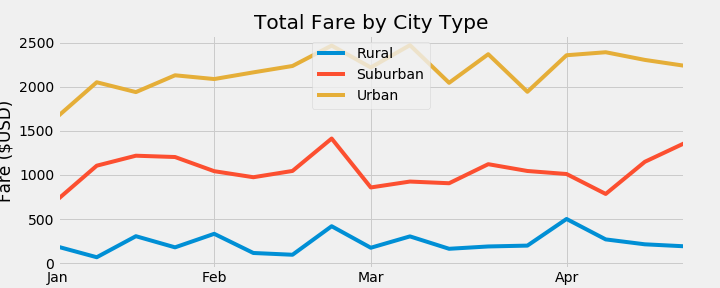 Total Fare by City Type
Fare ($USD)
2500
2000
1500
1000
500
0
Rural
Suburban
Urban
Jan
Feb
Mar
Apr